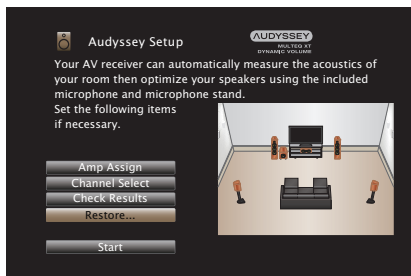 Audyssey Setup
AUDYSSEY
MULTEQ XT
DYNAMIC VOLUME
Your AV receiver can automatically measure the acoustics of
your room then optimize your speakers using the included
microphone and microphone stand.
Set the following items
if necessary.
Amp Assign
Channel Select
Check Results
Restore...
Start